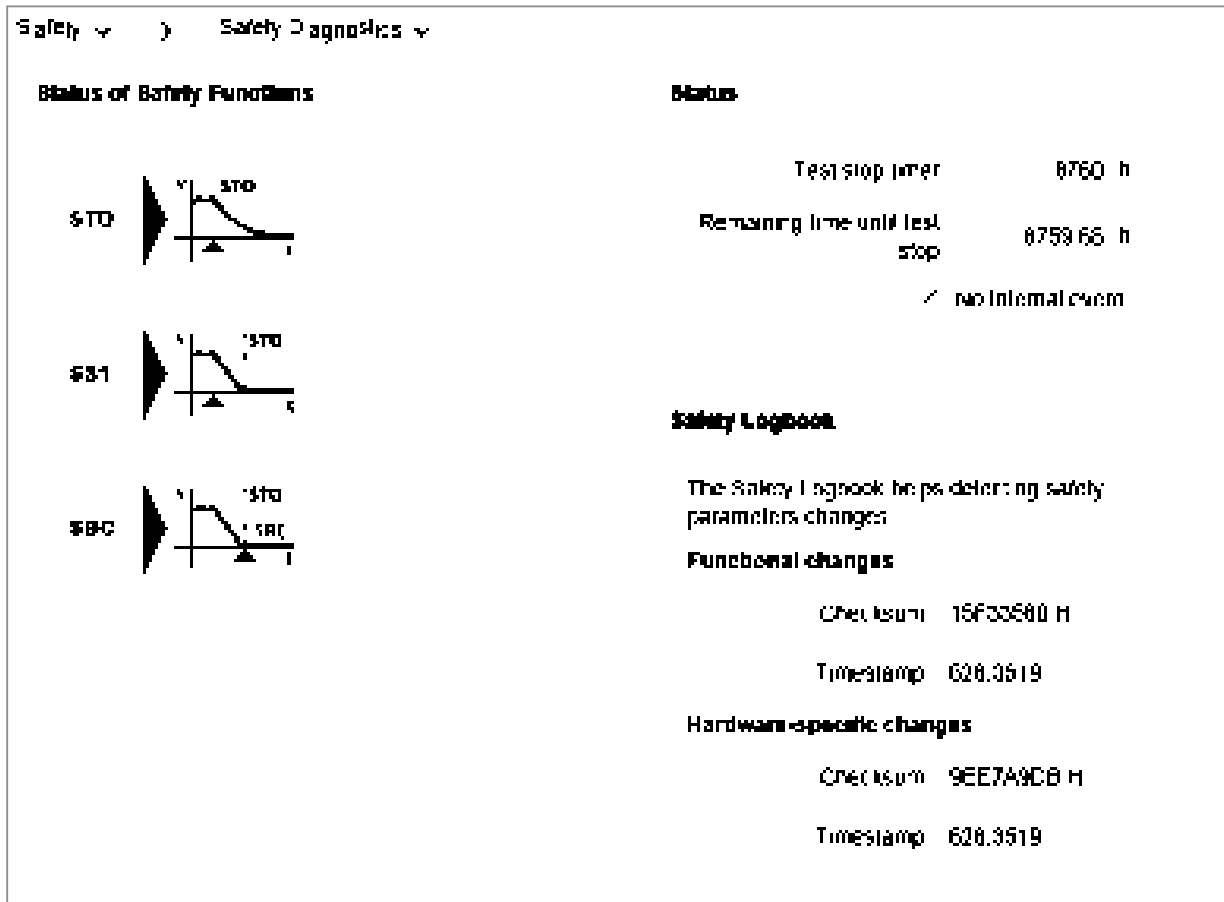 Safety > Safety Diagnostics
Status of Safety Functions
STO
STO
SS1
STO
SBC
STO
SBC
Status
Test stop timer 8760 h
Remaining time until test
stop 8759.68 h
No internal event
Safety Logbook
The Safety Logbook helps detecting safety
parameters changes
Functional changes
Checksum
Timestamp 628.3519
Hardware-specific changes
Checksum 9EE7A9DB H
Timestamp 628.3519